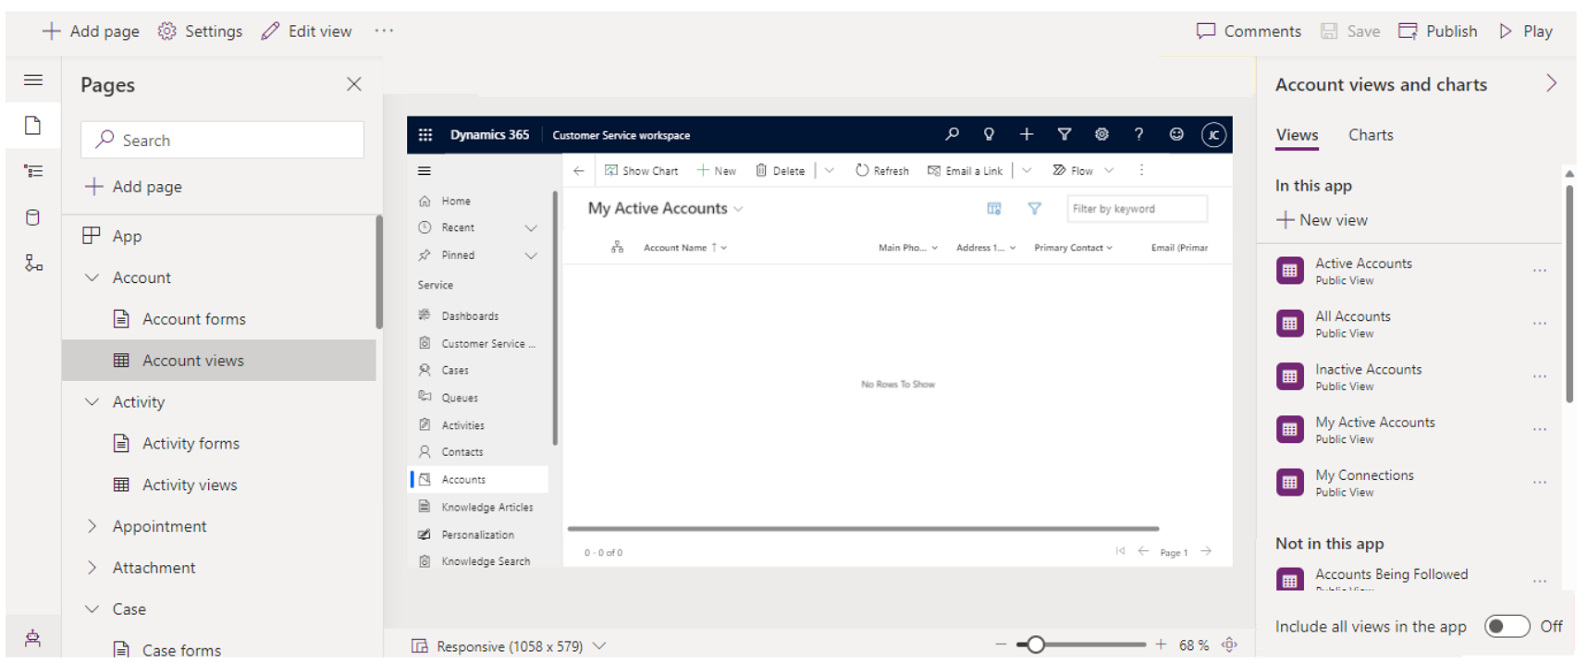 Add page Settings Edit view ...
Comments Save Publish Play
Pages
Search
Add page
App
Account
Account forms
Account views
Activity
Activity forms
Activity views
Appointment
Attachment
Case
Case forms
Dynamics 365 Customer Service workspace JC
Show Chart New Delete Refresh Email a Link Flow
Home
Recent
Pinned
Service
Dashboards
Customer Service ...
Cases
Queues
Activities
Contacts
Accounts
Knowledge Articles
Personalization
Knowledge Search
My Active Accounts
Filter by keyword
Account Name ↑ Main Pho... Address 1... Primary Contact Email (Primar
No Rows To Show
0 - 0 of 0
Page 1
Responsive (1058 x 579)
68 %
Account views and charts
Views Charts
In this app
New view
Active Accounts
Public View
All Accounts
Public View
Inactive Accounts
Public View
My Active Accounts
Public View
My Connections
Public View
Not in this app
Accounts Being Followed
Public View
Include all views in the app Off